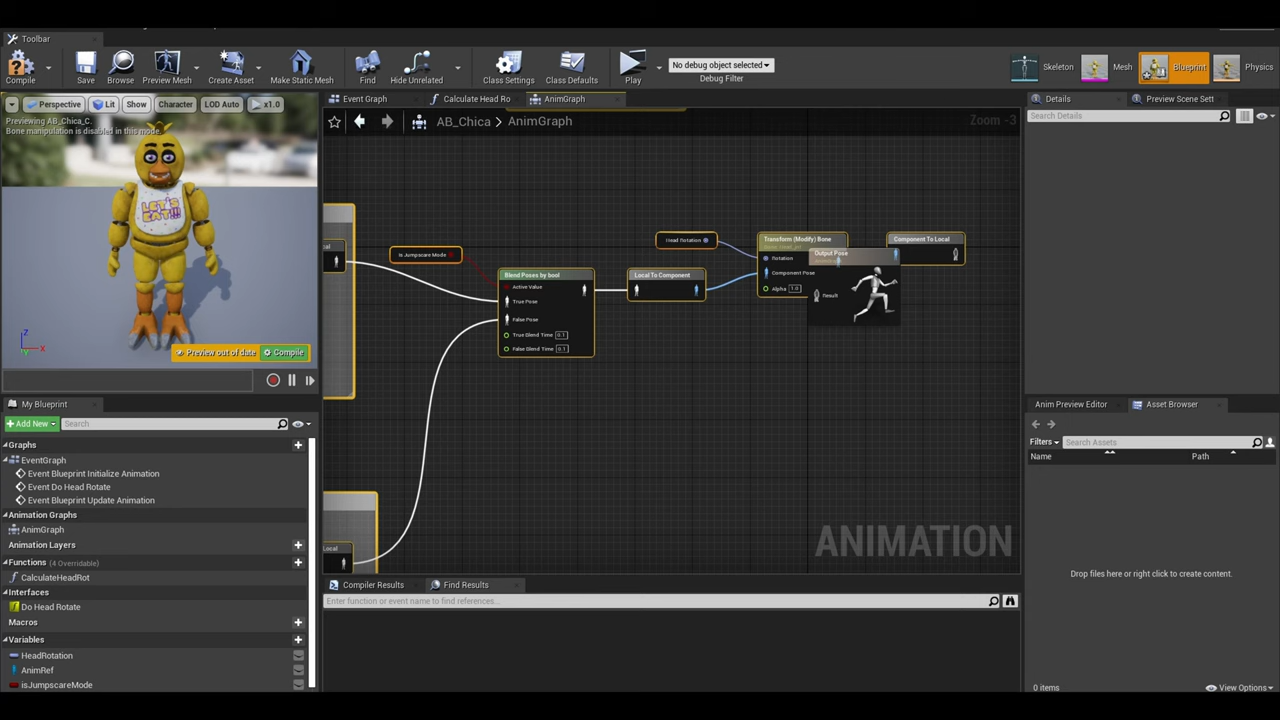 Toolbar
Compile
Save
Browse
Preview Mesh
Create Asset
Make Static Mesh
Find
Hide Unrelated
Class Settings
Class Defaults
Play
No debug object selected
Debug Filter
Skeleton
Mesh
Blueprint
Physics
Perspective
Lit
Show
Character
LOD Auto
x1.0
Previewing AB_Chica_C.
Bone manipulation is disabled in this mode.
LET'S
EAT!!!
Z
X
Y
Preview out of date
Compile
Event Graph
Calculate Head Ro
AnimGraph
AB_Chica > AnimGraph
Zoom -3
Is Jumpscare Mode
Blend Poses by bool
Active Value
True Pose
False Pose
True Blend Time 0.1
False Blend Time 0.1
Local To Component
Head Rotation
Transform (Modify) Bone
Rotation
Component Pose
Alpha 1.0
Output Pose
Result
Component To Local
Local
ANIMATION
Details
Preview Scene Sett
Search Details
My Blueprint
Add New
Search
Graphs
EventGraph
Event Blueprint Initialize Animation
Event Do Head Rotate
Event Blueprint Update Animation
Animation Graphs
AnimGraph
Animation Layers
Functions (4 Overridable)
CalculateHeadRot
Interfaces
Do Head Rotate
Macros
Variables
HeadRotation
AnimRef
isJumpscareMode
Compiler Results
Find Results
Enter function or event name to find references...
Anim Preview Editor
Asset Browser
Filters
Search Assets
Name
Path
Drop files here or right click to create content.
0 items
View Options